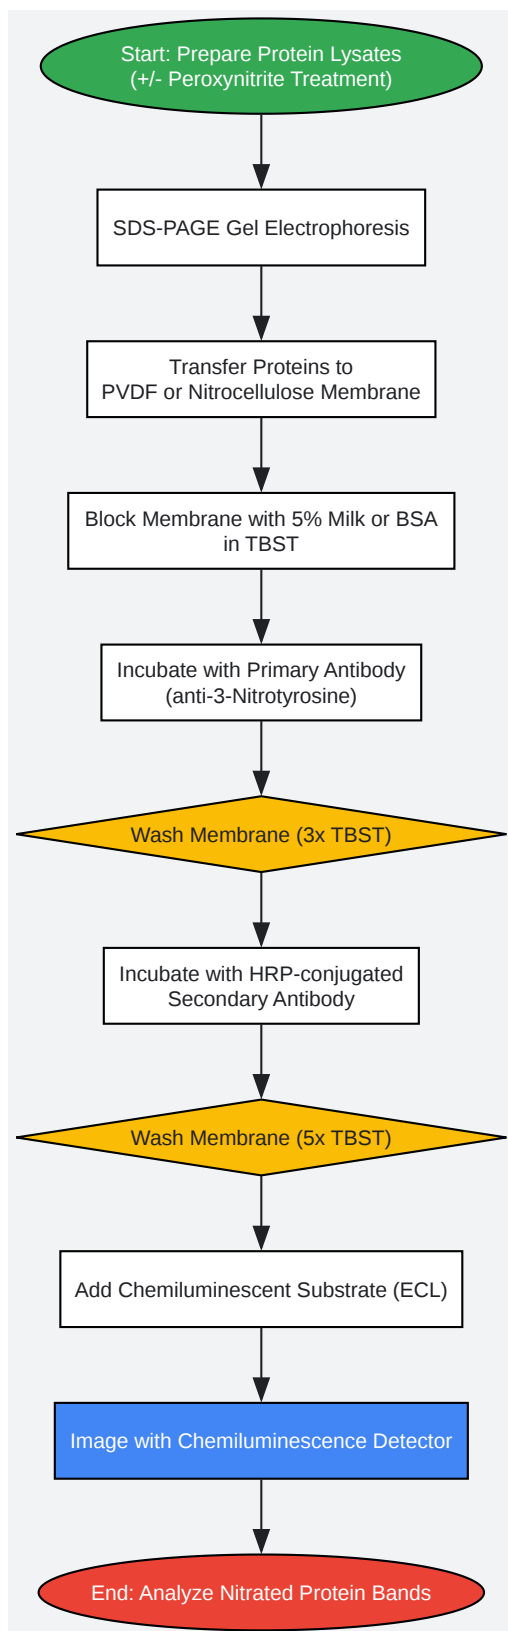 Start: Prepare Protein Lysates
(+/- Peroxynitrite Treatment)
SDS-PAGE Gel Electrophoresis
Transfer Proteins to
PVDF or Nitrocellulose Membrane
Block Membrane with 5% Milk or BSA
in TBST
Incubate with Primary Antibody
(anti-3-Nitrotyrosine)
Wash Membrane (3x TBST)
Incubate with HRP-conjugated
Secondary Antibody
Wash Membrane (5x TBST)
Add Chemiluminescent Substrate (ECL)
Image with Chemiluminescence Detector
End: Analyze Nitrated Protein Bands